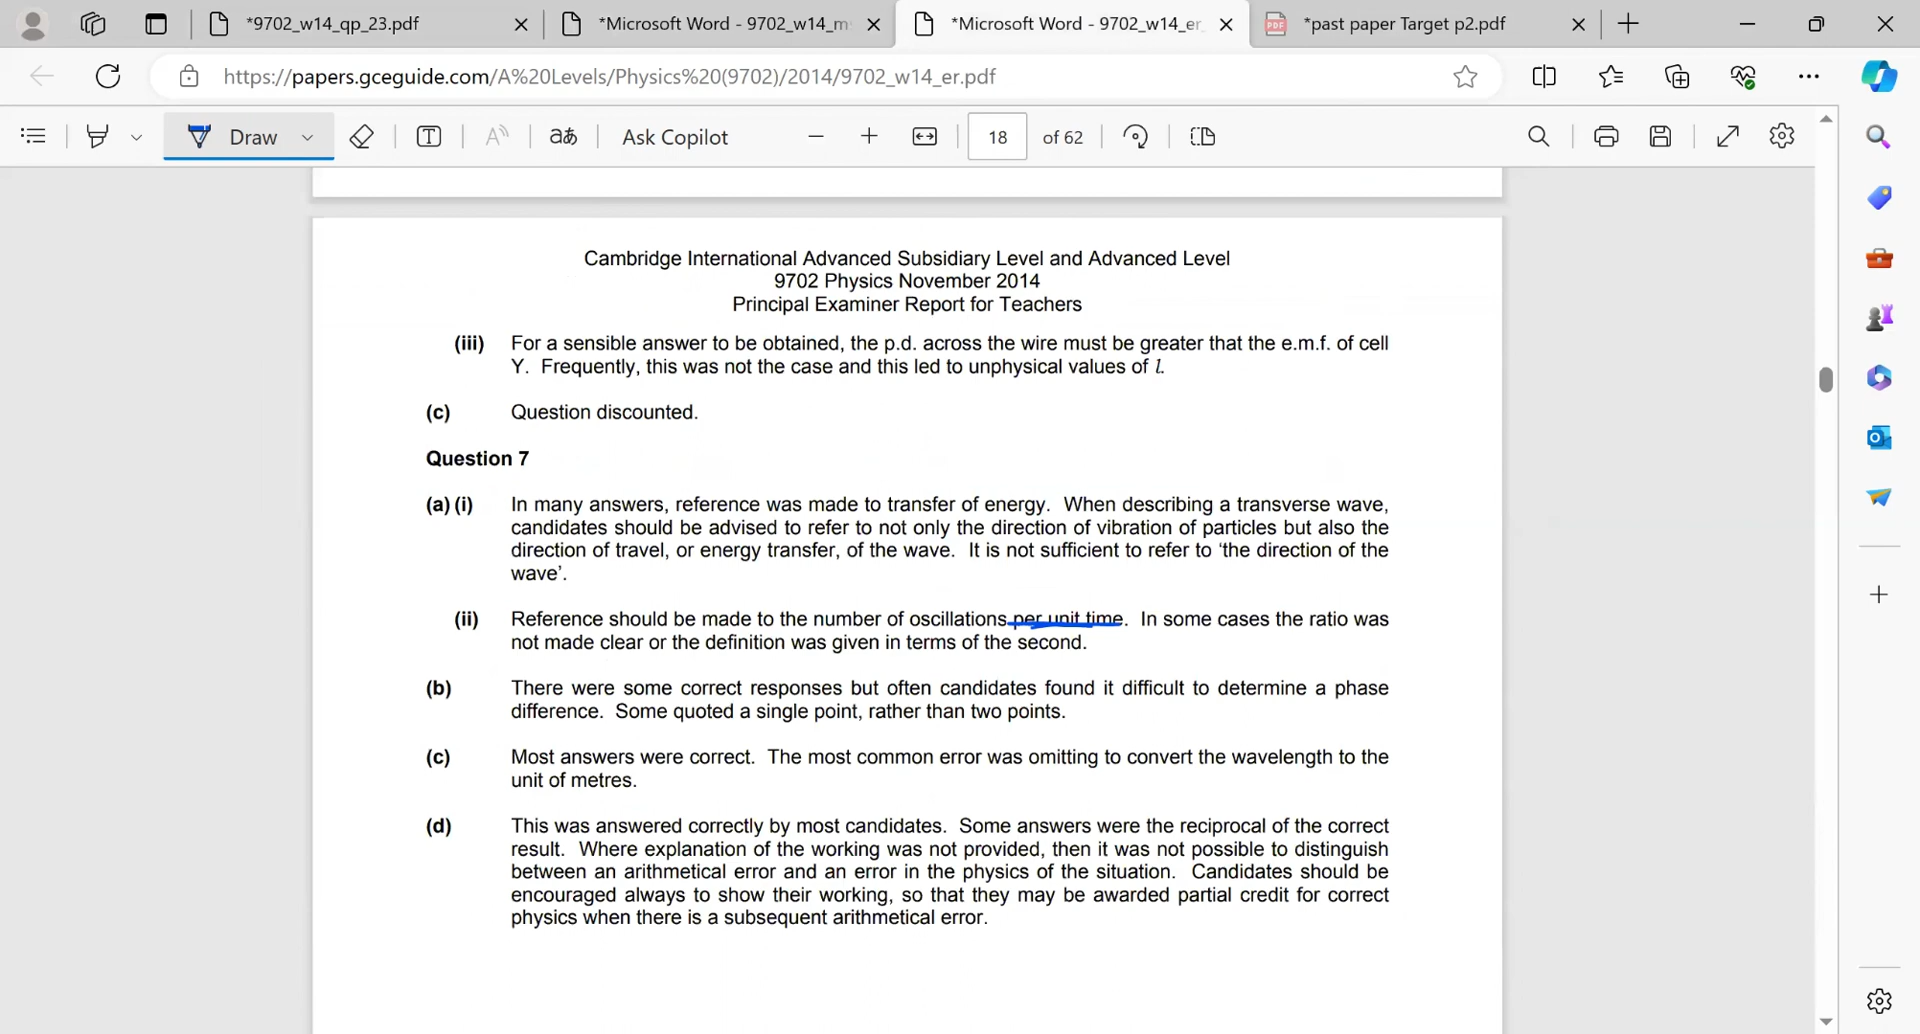 *9702_w14_qp_23.pdf
*Microsoft Word - 9702_w14_m
*Microsoft Word - 9702_w14_er
*past paper Target p2.pdf
https://papers.gceguide.com/A%20Levels/Physics%20(9702)/2014/9702_w14_er.pdf
Draw
aあ
Ask Copilot
18
of 62
Cambridge International Advanced Subsidiary Level and Advanced Level
9702 Physics November 2014
Principal Examiner Report for Teachers
(iii) For a sensible answer to be obtained, the p.d. across the wire must be greater that the e.m.f. of cell
Y. Frequently, this was not the case and this led to unphysical values of l.
(c) Question discounted.
Question 7
(a) (i) In many answers, reference was made to transfer of energy. When describing a transverse wave,
candidates should be advised to refer to not only the direction of vibration of particles but also the
direction of travel, or energy transfer, of the wave. It is not sufficient to refer to ‘the direction of the
wave’.
(ii) Reference should be made to the number of oscillations per unit time. In some cases the ratio was
not made clear or the definition was given in terms of the second.
(b) There were some correct responses but often candidates found it difficult to determine a phase
difference. Some quoted a single point, rather than two points.
(c) Most answers were correct. The most common error was omitting to convert the wavelength to the
unit of metres.
(d) This was answered correctly by most candidates. Some answers were the reciprocal of the correct
result. Where explanation of the working was not provided, then it was not possible to distinguish
between an arithmetical error and an error in the physics of the situation. Candidates should be
encouraged always to show their working, so that they may be awarded partial credit for correct
physics when there is a subsequent arithmetical error.